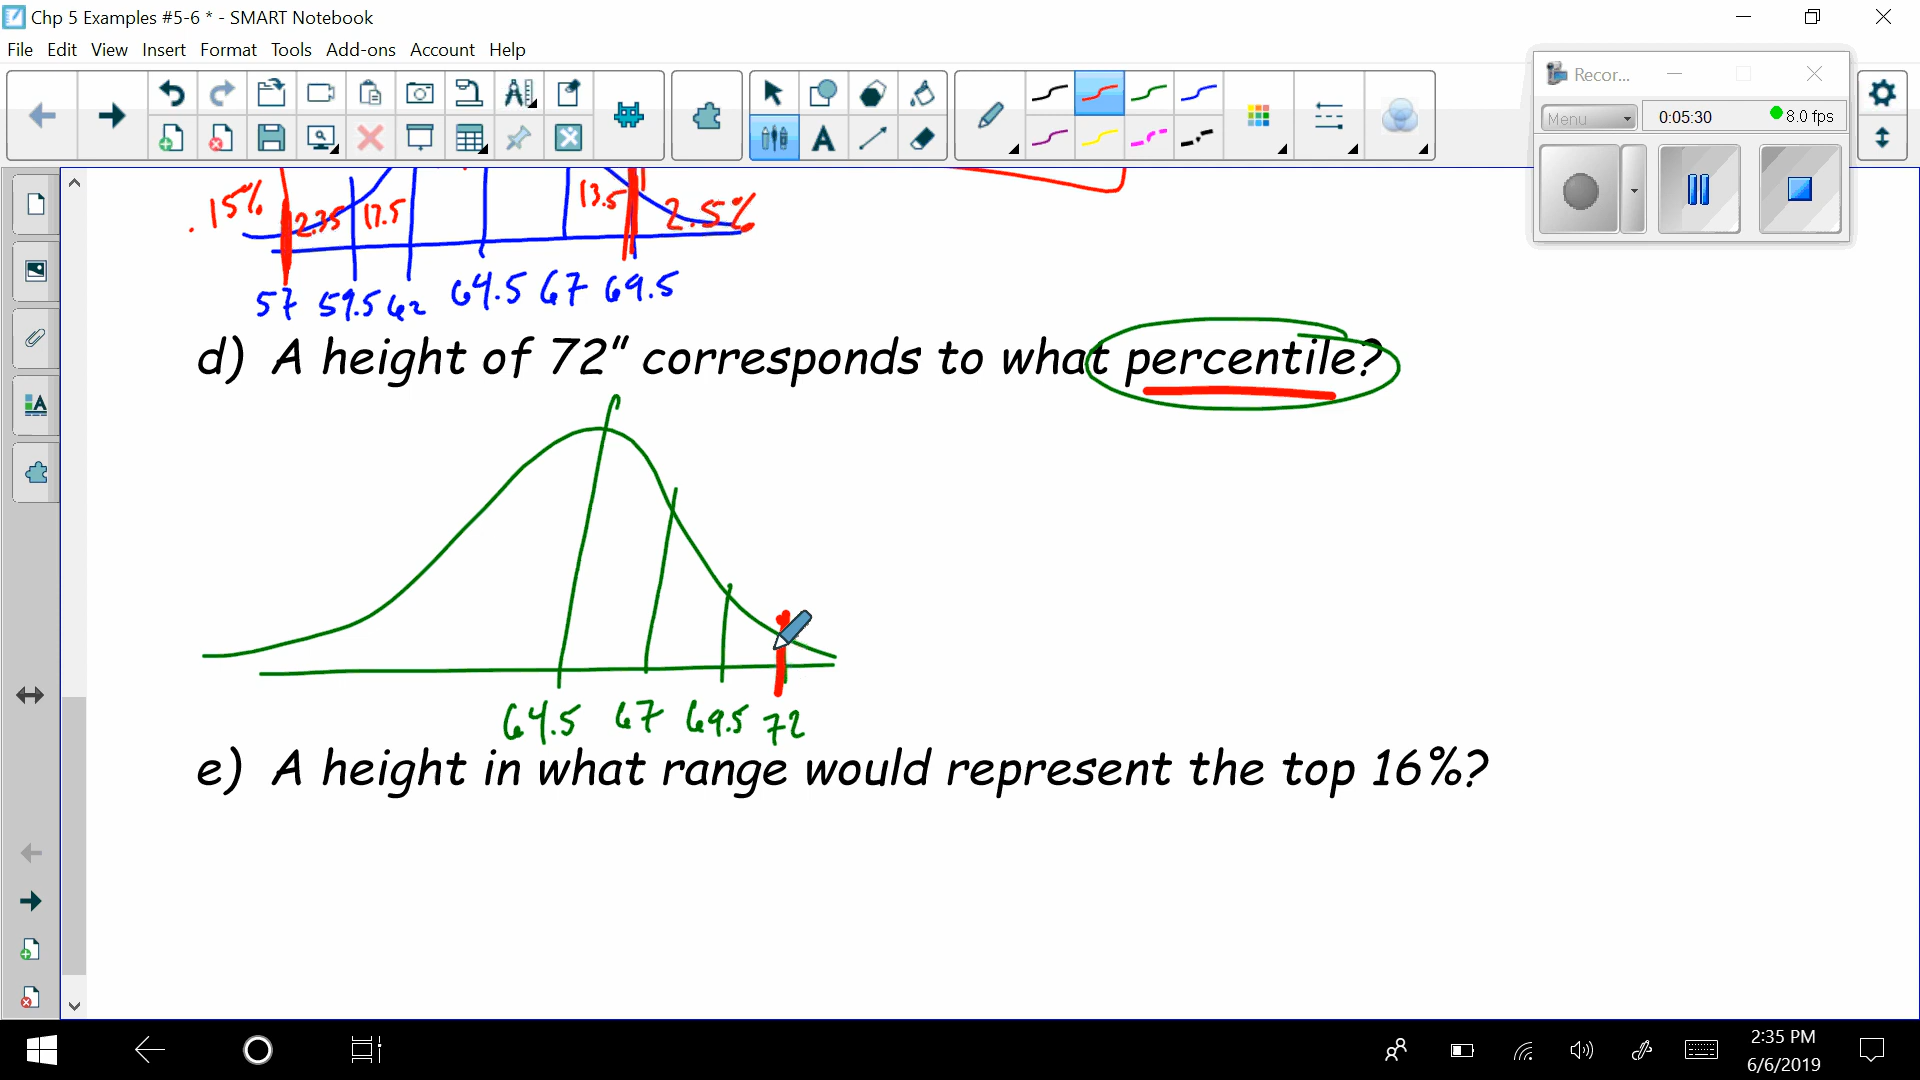 Chp 5 Examples #5-6 * - SMART Notebook
File Edit View Insert Format Tools Add-ons Account Help
Recor...
Menu
0:05:30
8.0 fps
.15% 2.35 17.5 13.5 2.5%
57 59.5 62 64.5 67 69.5
d) A height of 72" corresponds to what percentile?
64.5 67 69.5 72
e) A height in what range would represent the top 16%?
2:35 PM
6/6/2019